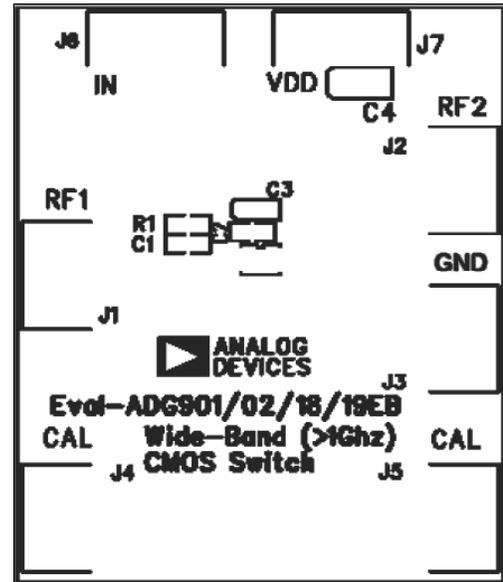 J6
J7
IN
VDD
C4
RF2
J2
RF1
C3
R1
C1
GND
J1
ANALOG
DEVICES
J3
Eval-ADG901/02/18/19EB
CAL
Wide-Band (>1Ghz)
CAL
J4
CMOS Switch
J5